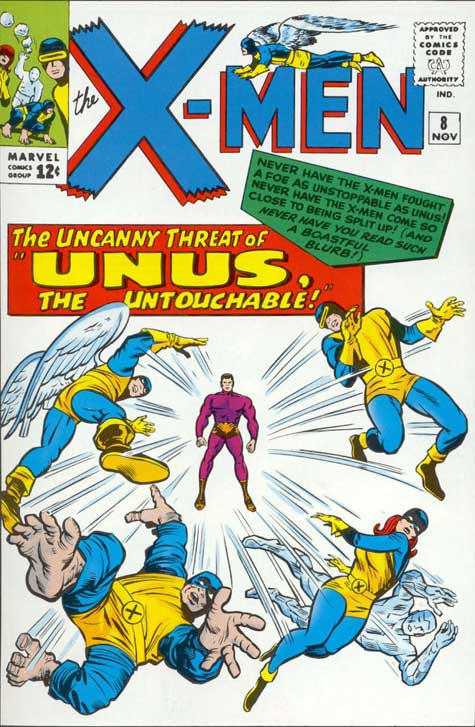 the X-MEN
APPROVED
BY THE
COMICS
CODE
CA
AUTHORITY
IND.
8
NOV
MARVEL
COMICS
GROUP
12¢
NEVER HAVE THE X-MEN FOUGHT
A FOE AS UNSTOPPABLE AS UNUS!
NEVER HAVE THE X-MEN COME SO
CLOSE TO BEING SPLIT UP! (AND
NEVER HAVE YOU READ SUCH
A BOASTFUL
BLURB!)
THE UNCANNY THREAT OF
"UNUS,
THE UNTOUCHABLE!"
X
X
X